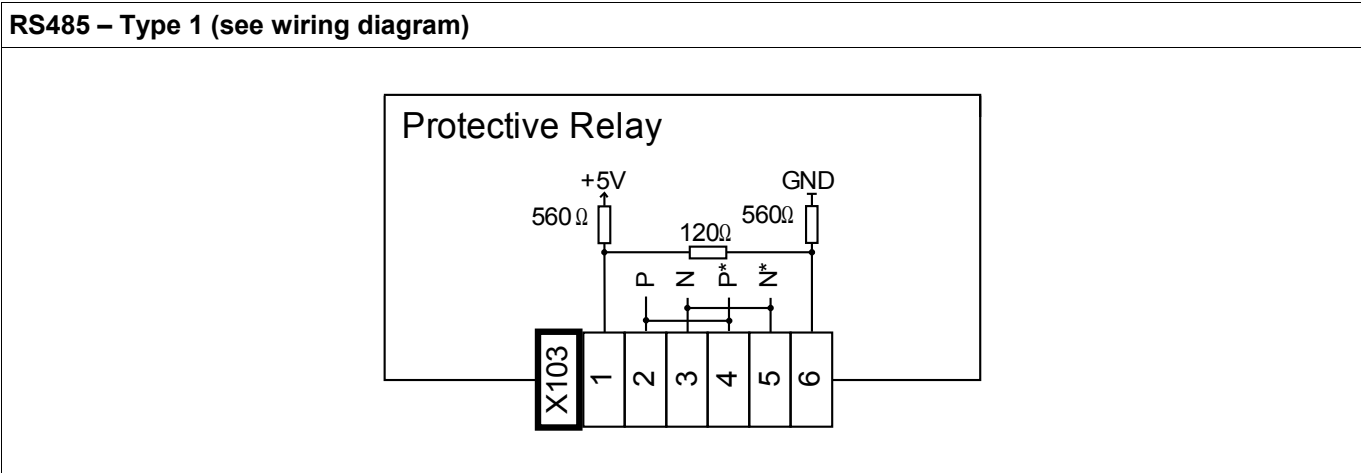 RS485 – Type 1 (see wiring diagram)
Protective Relay
+5V GND
560 Ω 560Ω
120Ω
P N P* N*
X103 1 2 3 4 5 6